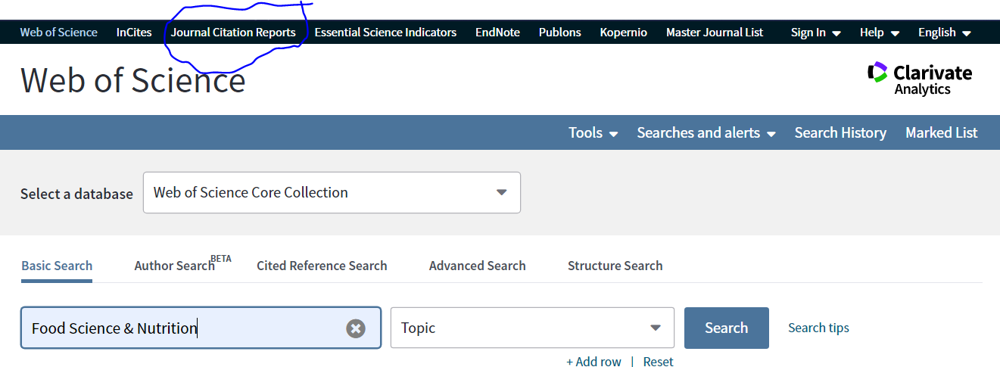 Web of Science InCites Journal Citation Reports Essential Science Indicators EndNote Publons Kopernio Master Journal List Sign In Help English
Web of Science
Clarivate
Analytics
Tools Searches and alerts Search History Marked List
Select a database Web of Science Core Collection
Basic Search Author Search BETA Cited Reference Search Advanced Search Structure Search
Food Science & Nutrition Topic Search Search tips
+ Add row | Reset